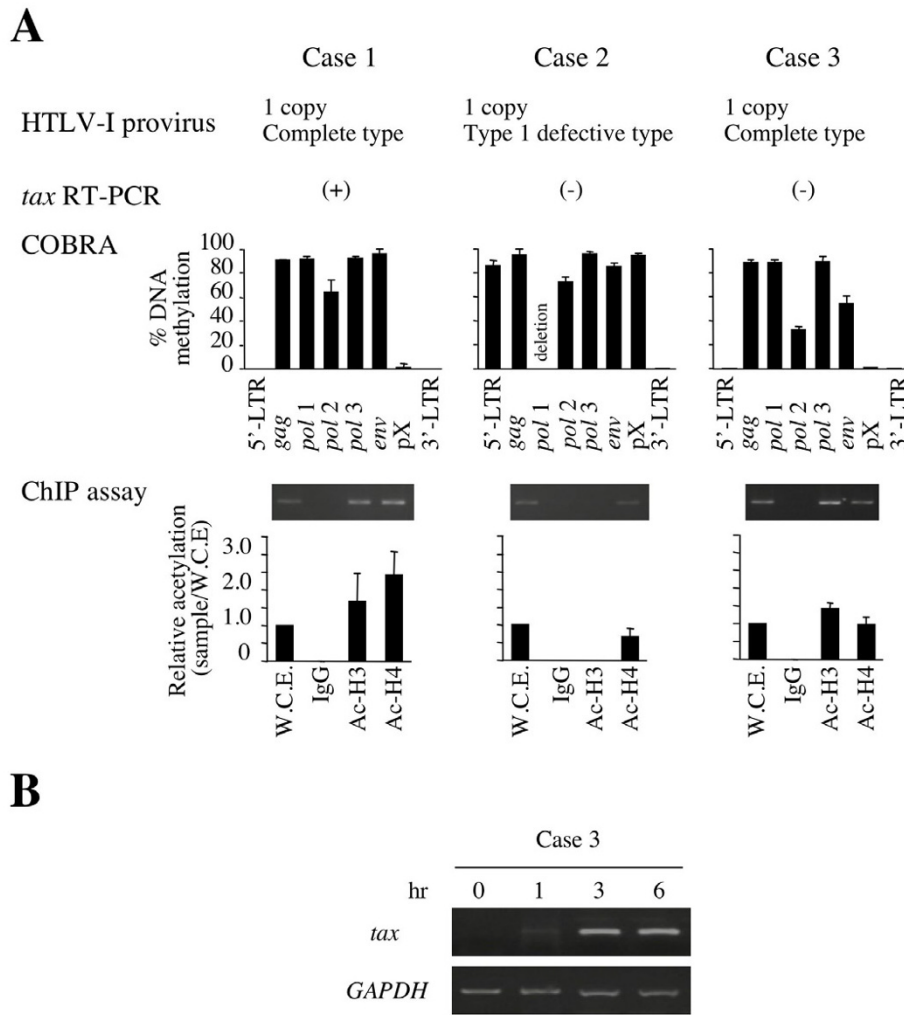 A
Case 1 Case 2 Case 3
HTLV-I provirus
1 copy
Complete type
1 copy
Type 1 defective type
1 copy
Complete type
tax RT-PCR (+) (-) (-)
COBRA
% DNA
methylation
100
80
60
40
20
0
deletion
5'-LTR gag pol 1 pol 2 pol 3 env pX 3'-LTR
5'-LTR gag pol 1 pol 2 pol 3 env pX 3'-LTR
5'-LTR gag pol 1 pol 2 pol 3 env pX 3'-LTR
ChIP assay
Relative acetylation
(sample/W.C.E)
3.0
2.0
1.0
0
W.C.E. IgG Ac-H3 Ac-H4
W.C.E. IgG Ac-H3 Ac-H4
W.C.E. IgG Ac-H3 Ac-H4
B
Case 3
hr 0 1 3 6
tax
GAPDH